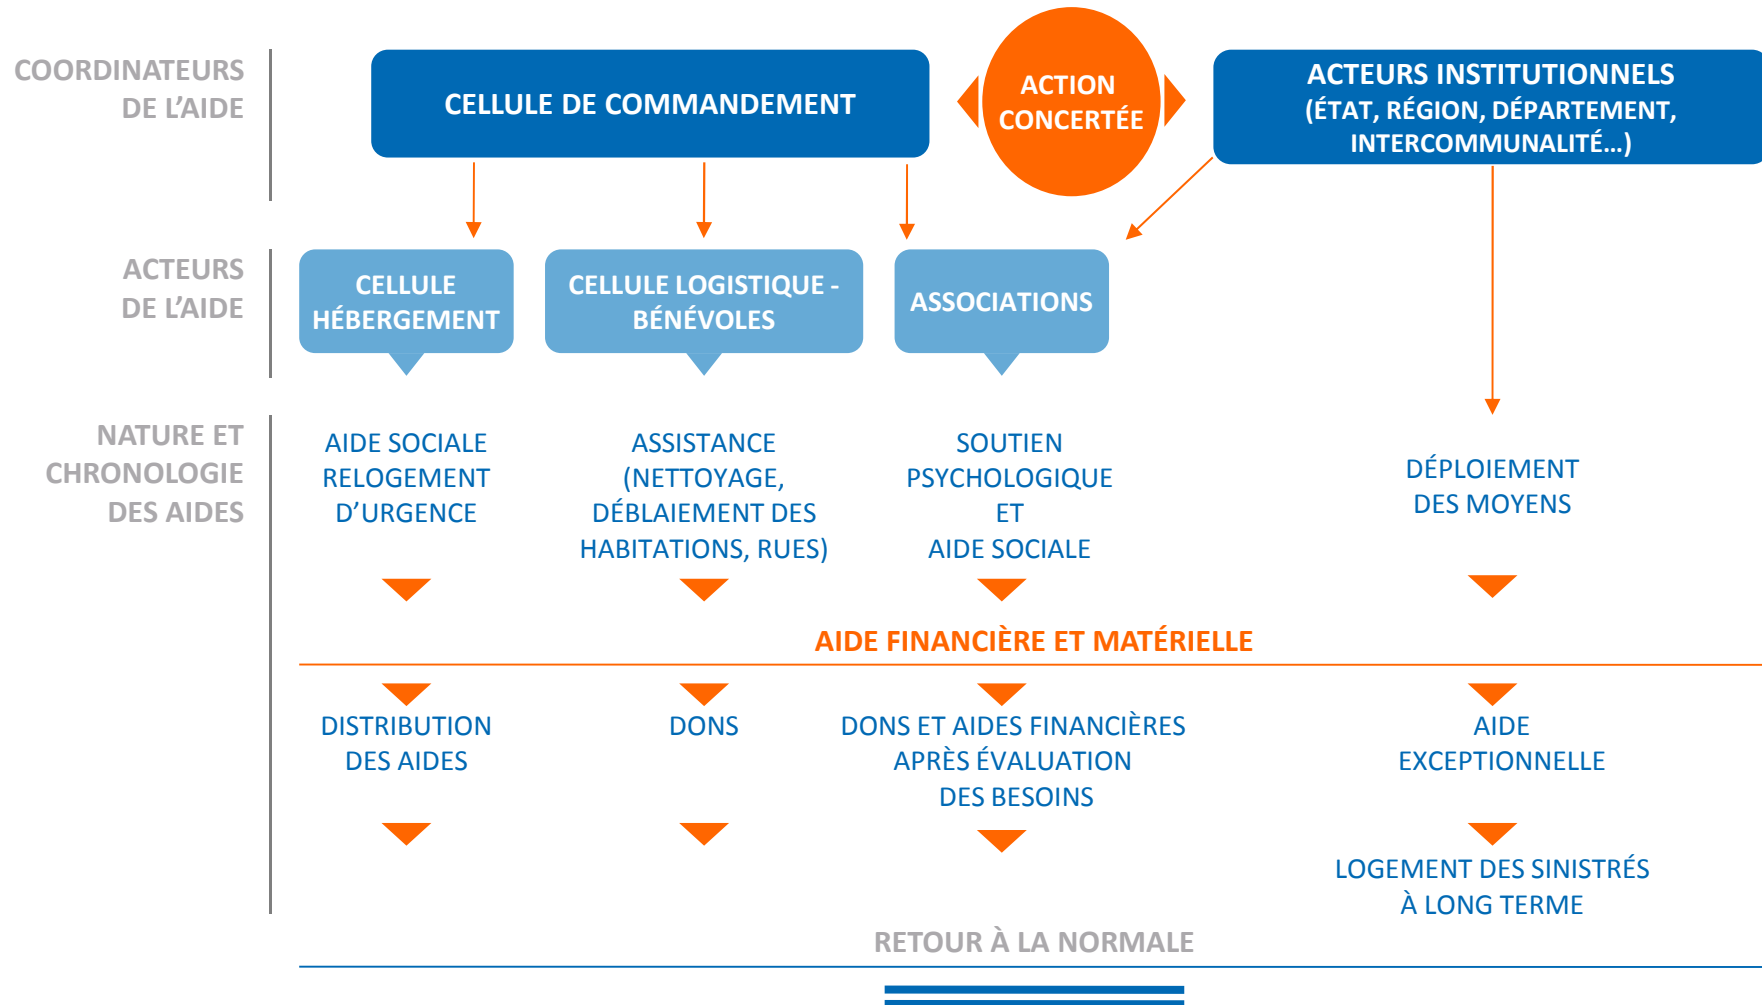 COORDINATEURS
DE L’AIDE
CELLULE DE COMMANDEMENT
ACTION
CONCERTÉE
ACTEURS INSTITUTIONNELS
(ÉTAT, RÉGION, DÉPARTEMENT,
INTERCOMMUNALITÉ…)
ACTEURS
DE L’AIDE
CELLULE
HÉBERGEMENT
CELLULE LOGISTIQUE -
BÉNÉVOLES
ASSOCIATIONS
NATURE ET
CHRONOLOGIE
DES AIDES
AIDE SOCIALE
RELOGEMENT
D’URGENCE
ASSISTANCE
(NETTOYAGE,
DÉBLAIEMENT DES
HABITATIONS, RUES)
SOUTIEN
PSYCHOLOGIQUE
ET
AIDE SOCIALE
DÉPLOIEMENT
DES MOYENS
AIDE FINANCIÈRE ET MATÉRIELLE
DISTRIBUTION
DES AIDES
DONS
DONS ET AIDES FINANCIÈRES
APRÈS ÉVALUATION
DES BESOINS
AIDE
EXCEPTIONNELLE
LOGEMENT DES SINISTRÉS
À LONG TERME
RETOUR À LA NORMALE